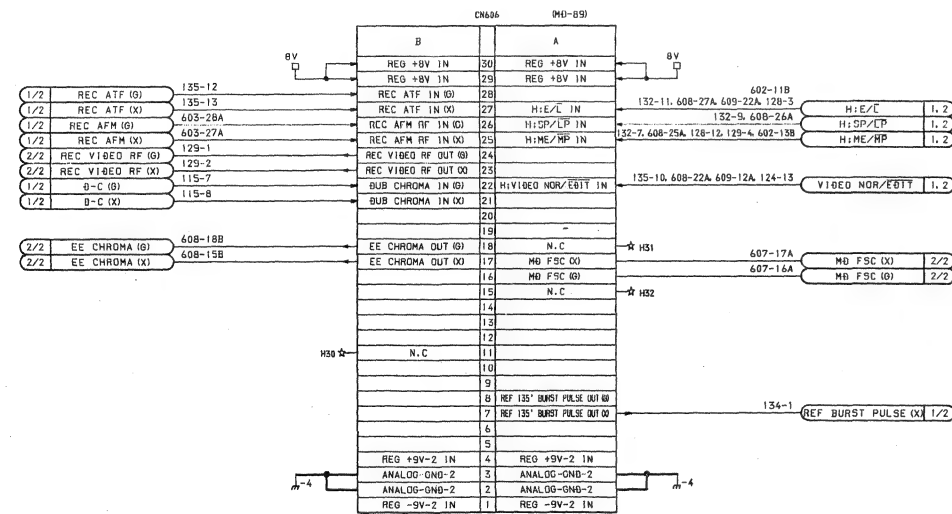 CN606 (MD-89)
B A
8V REG +8V IN 30 REG +8V IN 8V
REG +8V IN 29 REG +8V IN
1/2 REC ATF (G) 135-12 REC ATF IN (G) 28 602-11B
1/2 REC ATF (X) 135-13 REC ATF IN (X) 27 H:E/L IN 132-11, 608-27A, 609-22A, 128-3 H:E/L 1, 2
1/2 REC AFM (G) 603-28A REC AFM RF IN (G) 26 H:SP/LP IN 132-9, 608-26A H:SP/LP 1, 2
1/2 REC AFM (X) 603-27A REC AFM RF IN (X) 25 H:ME/MP IN 132-7, 608-25A, 128-12, 129-4, 602-13B H:ME/MP 1, 2
2/2 REC VIDEO RF (G) 129-1 REC VIDEO RF OUT (G) 24
2/2 REC VIDEO RF (X) 129-2 REC VIDEO RF OUT (X) 23
1/2 D-C (G) 115-7 DUB CHROMA IN (G) 22 H:VIDEO NOR/EDIT IN 135-10, 608-22A, 609-12A, 124-13 VIDEO NOR/EDIT 1, 2
1/2 D-C (X) 115-8 DUB CHROMA IN (X) 21
20
19
2/2 EE CHROMA (G) 608-18B EE CHROMA OUT (G) 18 N.C ☆ H31
2/2 EE CHROMA (X) 608-15B EE CHROMA OUT (X) 17 MD FSC (X) 607-17A MD FSC (X) 2/2
16 MD FSC (G) 607-16A MD FSC (G) 2/2
15 N.C ☆ H32
14
13
12
H30 ☆ N.C 11
10
9
8 REF 135° BURST PULSE OUT (G)
7 REF 135° BURST PULSE OUT (X) 134-1 REF BURST PULSE (X) 1/2
6
5
REG +9V-2 IN 4 REG +9V-2 IN
-4 ANALOG-GND-2 3 ANALOG-GND-2 -4
ANALOG-GND-2 2 ANALOG-GND-2
REG -9V-2 IN 1 REG -9V-2 IN